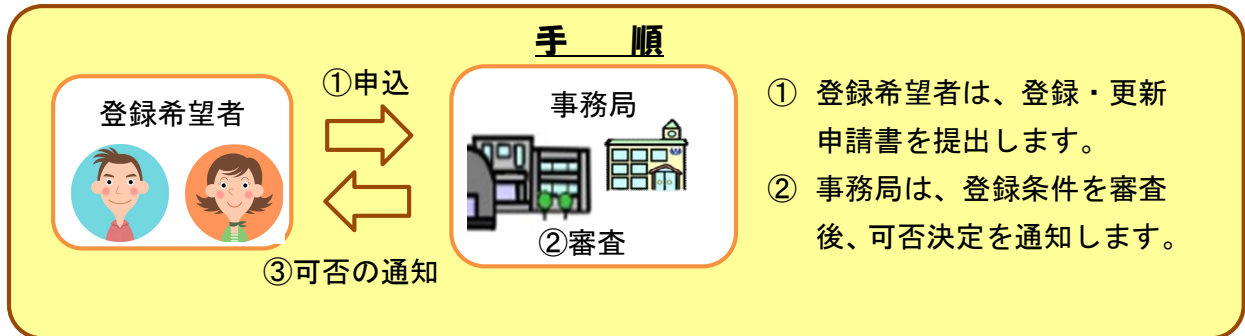 手　順
①申込
登録希望者
事務局
②審査
③可否の通知
① 登録希望者は、登録・更新
申請書を提出します。
② 事務局は、登録条件を審査
後、可否決定を通知します。